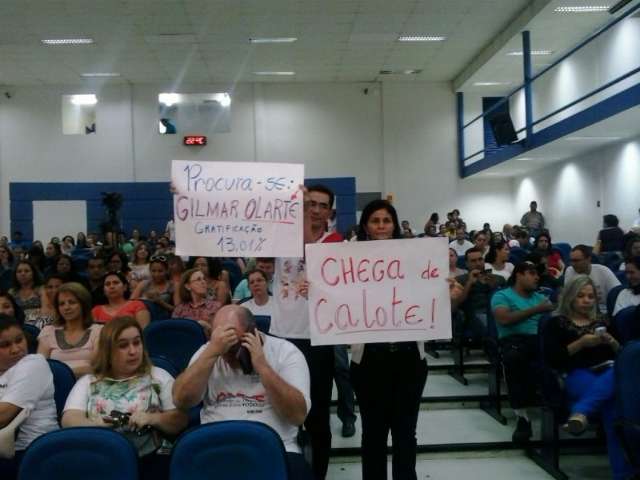 Procura-se:
GILMAR OLARTE
GRATIFICAÇÃO
13,01%
CHEGA de
Calote!